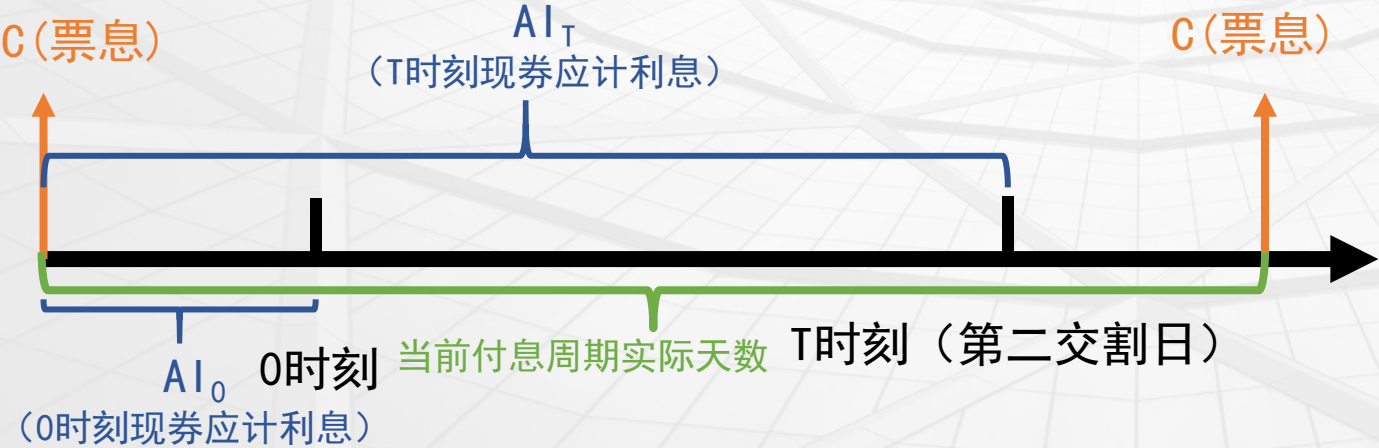 C(票息)
AI_T
（T时刻现券应计利息）
C(票息)
AI_0
（0时刻现券应计利息）
0时刻
当前付息周期实际天数
T时刻（第二交割日）